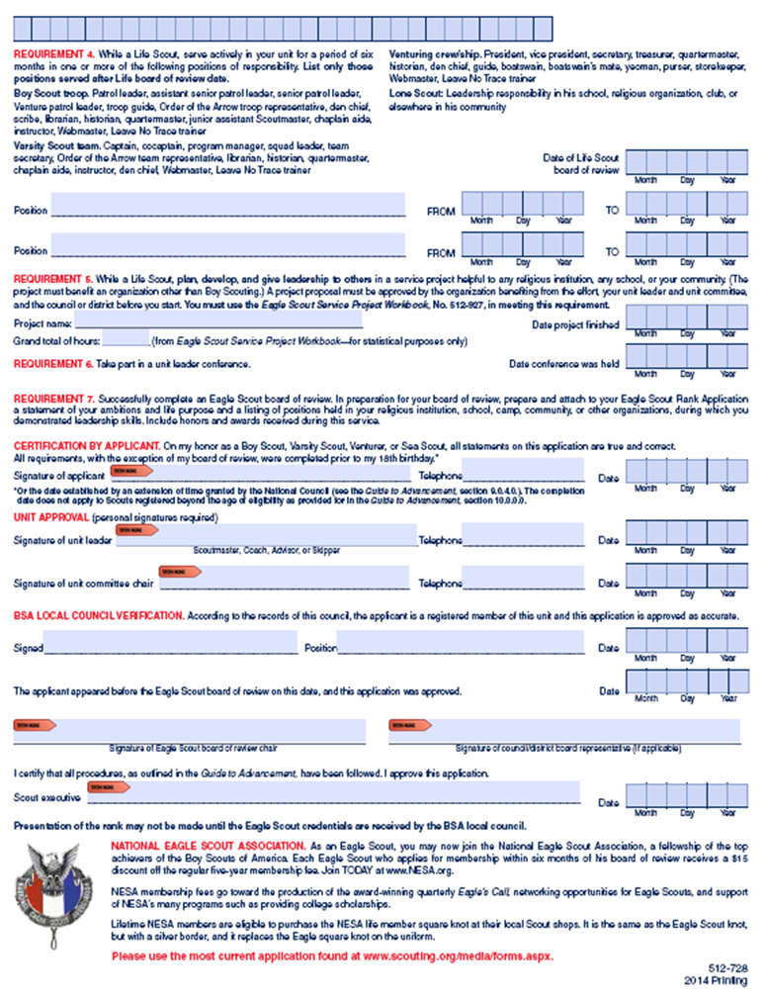 REQUIREMENT 4. While a Life Scout, serve actively in your unit for a period of six
months in one or more of the following positions of responsibility. List only those
positions served after Life board of review date.
Boy Scout troop. Patrol leader, assistant senior patrol leader, senior patrol leader,
Venture patrol leader, troop guide, Order of the Arrow troop representative, den chief,
scribe, librarian, historian, quartermaster, junior assistant Scoutmaster, chaplain aide,
instructor, Webmaster, Leave No Trace trainer
Varsity Scout team. Captain, cocaptain, program manager, squad leader, team
secretary, Order of the Arrow team representative, librarian, historian, quartermaster,
chaplain aide, instructor, den chief, Webmaster, Leave No Trace trainer
Venturing crew/ship. President, vice president, secretary, treasurer, quartermaster,
historian, den chief, guide, boatswain, boatswain's mate, yeoman, purser, storekeeper,
Webmaster, Leave No Trace trainer
Lone Scout: Leadership responsibility in his school, religious organization, club, or
elsewhere in his community
Date of Life Scout
board of review
Month Day Year
Position FROM TO
Month Day Year Month Day Year
Position FROM TO
Month Day Year Month Day Year
REQUIREMENT 5. While a Life Scout, plan, develop, and give leadership to others in a service project helpful to any religious institution, any school, or your community. (The
project must benefit an organization other than Boy Scouting.) A project proposal must be approved by the organization benefiting from the effort, your unit leader and unit committee,
and the council or district before you start. You must use the Eagle Scout Service Project Workbook, No. 512-927, in meeting this requirement.
Project name: Date project finished
Month Day Year
Grand total of hours: (from Eagle Scout Service Project Workbook—for statistical purposes only)
REQUIREMENT 6. Take part in a unit leader conference. Date conference was held
Month Day Year
REQUIREMENT 7. Successfully complete an Eagle Scout board of review. In preparation for your board of review, prepare and attach to your Eagle Scout Rank Application
a statement of your ambitions and life purpose and a listing of positions held in your religious institution, school, camp, community, or other organizations, during which you
demonstrated leadership skills. Include honors and awards received during this service.
CERTIFICATION BY APPLICANT. On my honor as a Boy Scout, Varsity Scout, Venturer, or Sea Scout, all statements on this application are true and correct.
All requirements, with the exception of my board of review, were completed prior to my 18th birthday.*
Signature of applicant Telephone Date
Month Day Year
*Or the date established by an extension of time granted by the National Council (see the Guide to Advancement, section 9.0.4.0.). The completion
date does not apply to Scouts registered beyond the age of eligibility as provided for in the Guide to Advancement, section 10.0.0.0.
UNIT APPROVAL (personal signatures required)
Signature of unit leader Telephone Date
Scoutmaster, Coach, Advisor, or Skipper Month Day Year
Signature of unit committee chair Telephone Date
Month Day Year
BSA LOCAL COUNCIL VERIFICATION. According to the records of this council, the applicant is a registered member of this unit and this application is approved as accurate.
Signed Position Date
Month Day Year
The applicant appeared before the Eagle Scout board of review on this date, and this application was approved. Date
Month Day Year
Signature of Eagle Scout board of review chair Signature of council/district board representative (if applicable)
I certify that all procedures, as outlined in the Guide to Advancement, have been followed. I approve this application.
Scout executive Date
Month Day Year
Presentation of the rank may not be made until the Eagle Scout credentials are received by the BSA local council.
NATIONAL EAGLE SCOUT ASSOCIATION. As an Eagle Scout, you may now join the National Eagle Scout Association, a fellowship of the top
achievers of the Boy Scouts of America. Each Eagle Scout who applies for membership within six months of his board of review receives a $15
discount off the regular five-year membership fee. Join TODAY at www.NESA.org.
NESA membership fees go toward the production of the award-winning quarterly Eagle's Call, networking opportunities for Eagle Scouts, and support
of NESA's many programs such as providing college scholarships.
Lifetime NESA members are eligible to purchase the NESA life member square knot at their local Scout shops. It is the same as the Eagle Scout knot,
but with a silver border, and it replaces the Eagle square knot on the uniform.
Please use the most current application found at www.scouting.org/media/forms.aspx.
512-728
2014 Printing